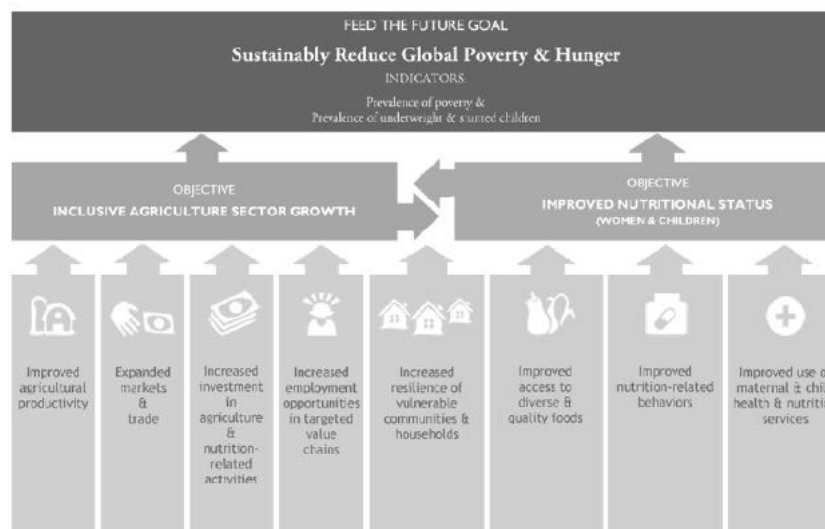 FEED THE FUTURE GOAL
Sustainably Reduce Global Poverty & Hunger
INDICATORS:
Prevalence of poverty &
Prevalence of underweight & stunted children
OBJECTIVE
INCLUSIVE AGRICULTURE SECTOR GROWTH
OBJECTIVE
IMPROVED NUTRITIONAL STATUS
(WOMEN & CHILDREN)
Improved
agricultural
productivity
Expanded
markets
&
trade
Increased
investment
in
agriculture
&
nutrition-
related
activities
Increased
employment
opportunities
in targeted
value
chains
Increased
resilience of
vulnerable
communities &
households
Improved
access to
diverse &
quality foods
Improved
nutrition-related
behaviors
Improved use o
maternal & chil
health & nutriti
services